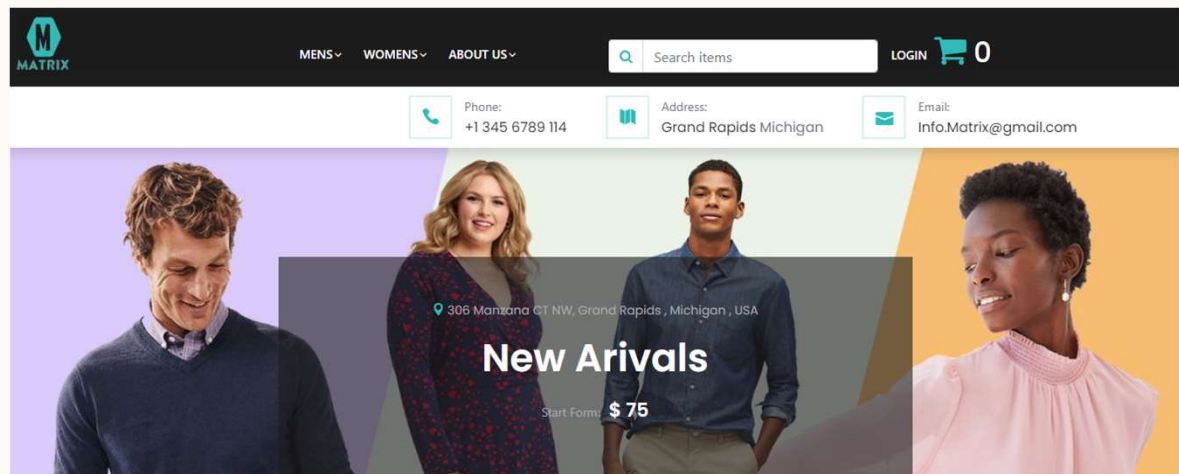 M
MATRIX
MENS
WOMENS
ABOUT US
Search items
LOGIN
0
Phone:
+1 345 6789 114
Address:
Grand Rapids Michigan
Email:
Info.Matrix@gmail.com
306 Manzana CT NW, Grand Rapids , Michigan , USA
New Arivals
Start Form: $ 75